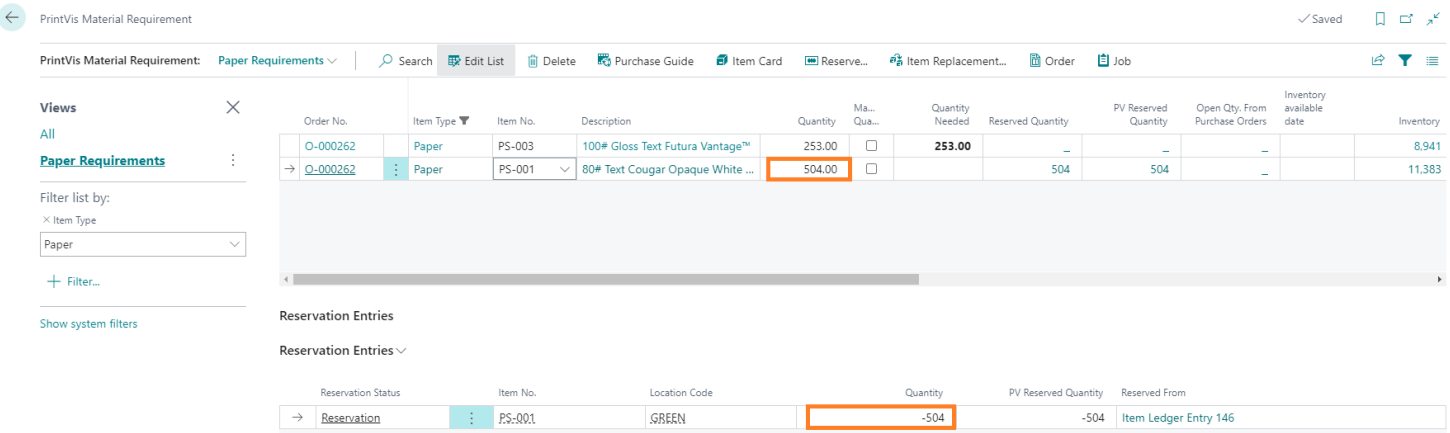 PrintVis Material Requirement
Saved
PrintVis Material Requirement: Paper Requirements Search Edit List Delete Purchase Guide Item Card Reserve... Item Replacement... Order Job
Views
All
Paper Requirements
Filter list by:
× Item Type
Paper
Filter...
Show system filters
Order No. Item Type Item No. Description Quantity Ma... Qua... Quantity Needed Reserved Quantity PV Reserved Quantity Open Qty. From Purchase Orders Inventory available date Inventory
O-000262 Paper PS-003 100# Gloss Text Futura Vantage™ 253.00 253.00 _ _ _ 8,941
O-000262 Paper PS-001 80# Text Cougar Opaque White ... 504.00 504 504 _ 11,383
Reservation Entries
Reservation Entries
Reservation Status Item No. Location Code Quantity PV Reserved Quantity Reserved From
Reservation PS-001 GREEN -504 -504 Item Ledger Entry 146